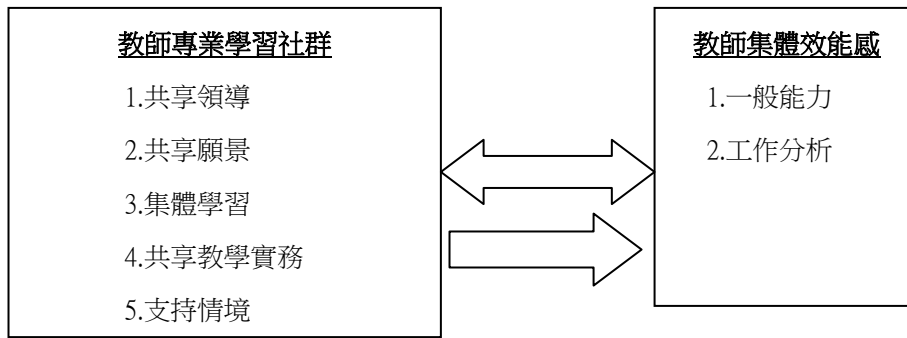 教師專業學習社群
1.共享領導
2.共享願景
3.集體學習
4.共享教學實務
5.支持情境
教師集體效能感
1.一般能力
2.工作分析